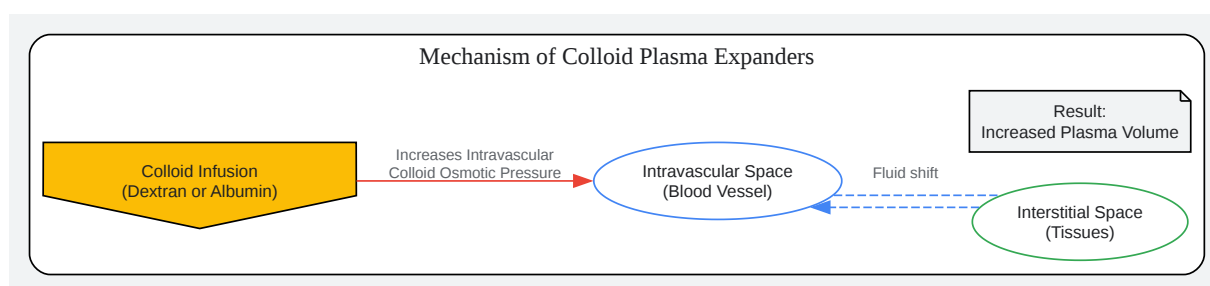 Mechanism of Colloid Plasma Expanders
Result:
Increased Plasma Volume
Colloid Infusion
(Dextran or Albumin)
Increases Intravascular
Colloid Osmotic Pressure
Intravascular Space
(Blood Vessel)
Fluid shift
Interstitial Space
(Tissues)